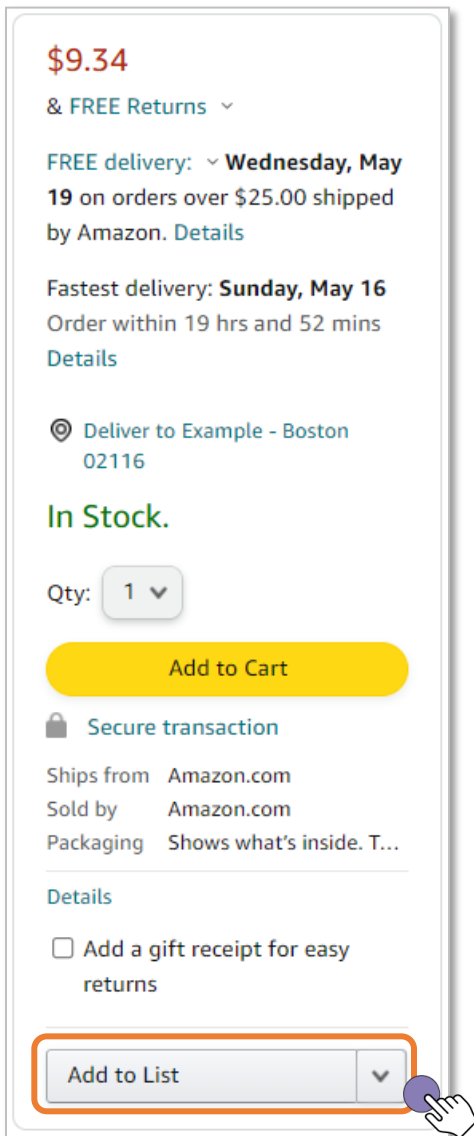 $9.34
& FREE Returns
FREE delivery: Wednesday, May
19 on orders over $25.00 shipped
by Amazon. Details
Fastest delivery: Sunday, May 16
Order within 19 hrs and 52 mins
Details
Deliver to Example - Boston
02116
In Stock.
Qty: 1
Add to Cart
Secure transaction
Ships from Amazon.com
Sold by Amazon.com
Packaging Shows what's inside. T...
Details
Add a gift receipt for easy
returns
Add to List